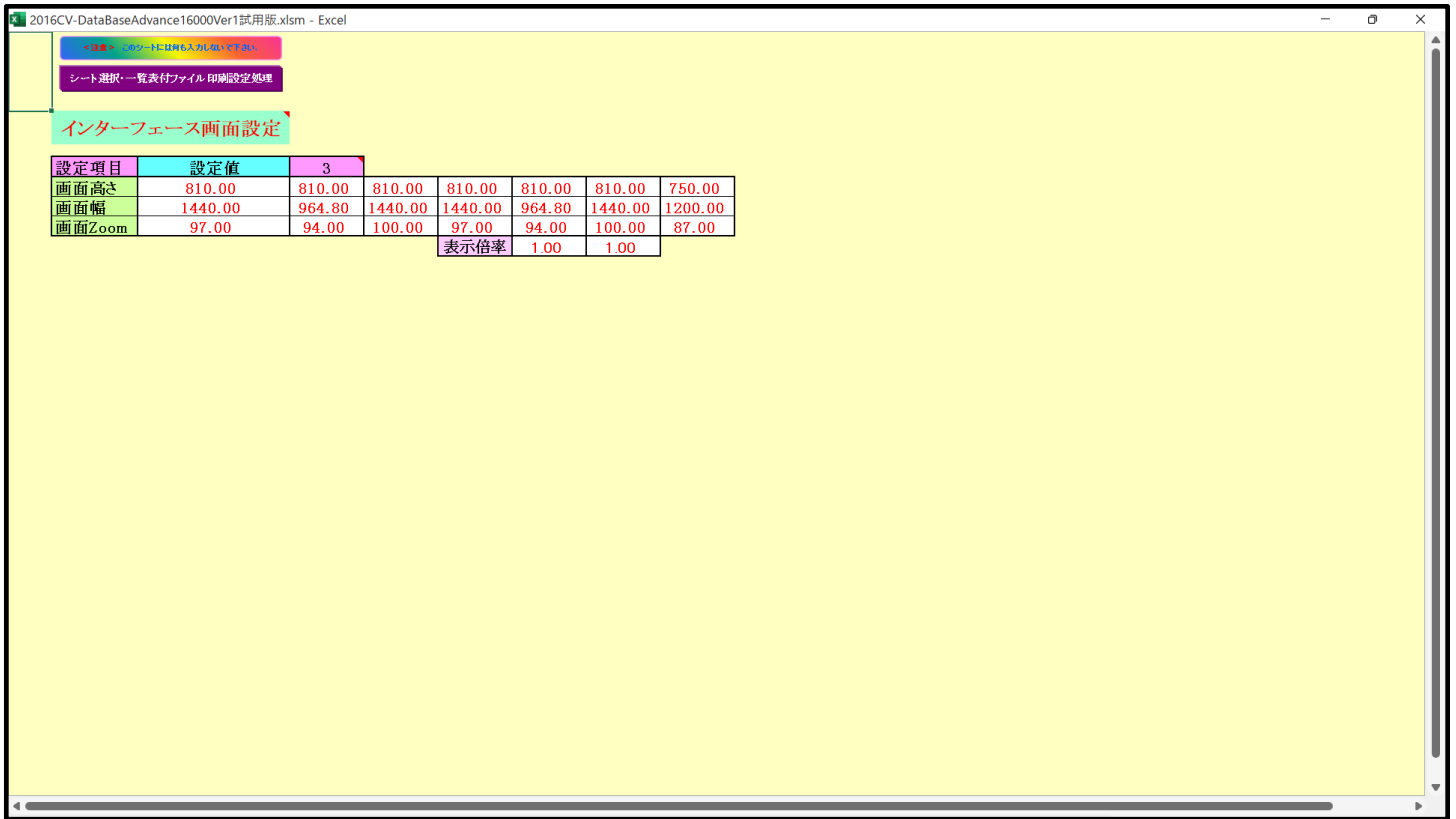 2016CV-DataBaseAdvance16000Ver1試用版.xlsm - Excel
<注意> このシートには何も入力しないで下さい。
シート選択・一覧表付ファイル 印刷設定処理
インターフェース画面設定
設定項目 設定値 3
画面高さ 810.00 810.00 810.00 810.00 810.00 810.00 750.00
画面幅 1440.00 964.80 1440.00 1440.00 964.80 1440.00 1200.00
画面Zoom 97.00 94.00 100.00 97.00 94.00 100.00 87.00
表示倍率 1.00 1.00